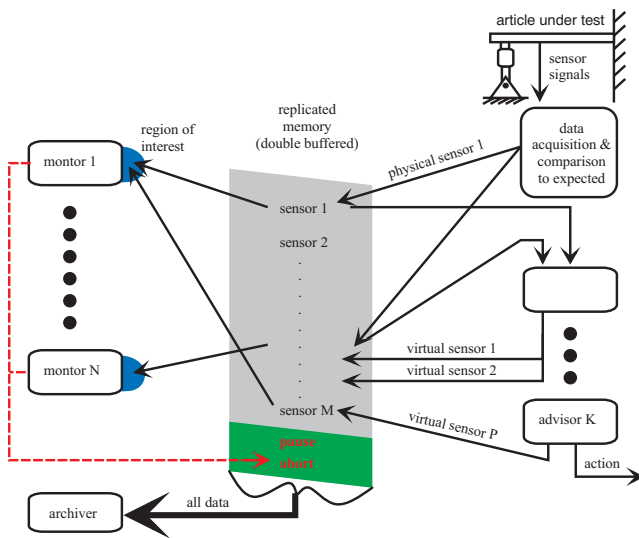 article under test
sensor
signals
replicated
memory
(double buffered)
region of
interest
montor 1
physical sensor 1
data
acquisition &
comparison
to expected
sensor 1
sensor 2
virtual sensor 1
montor N
virtual sensor 2
sensor M
virtual sensor P
advisor K
pause
abort
action
all data
archiver